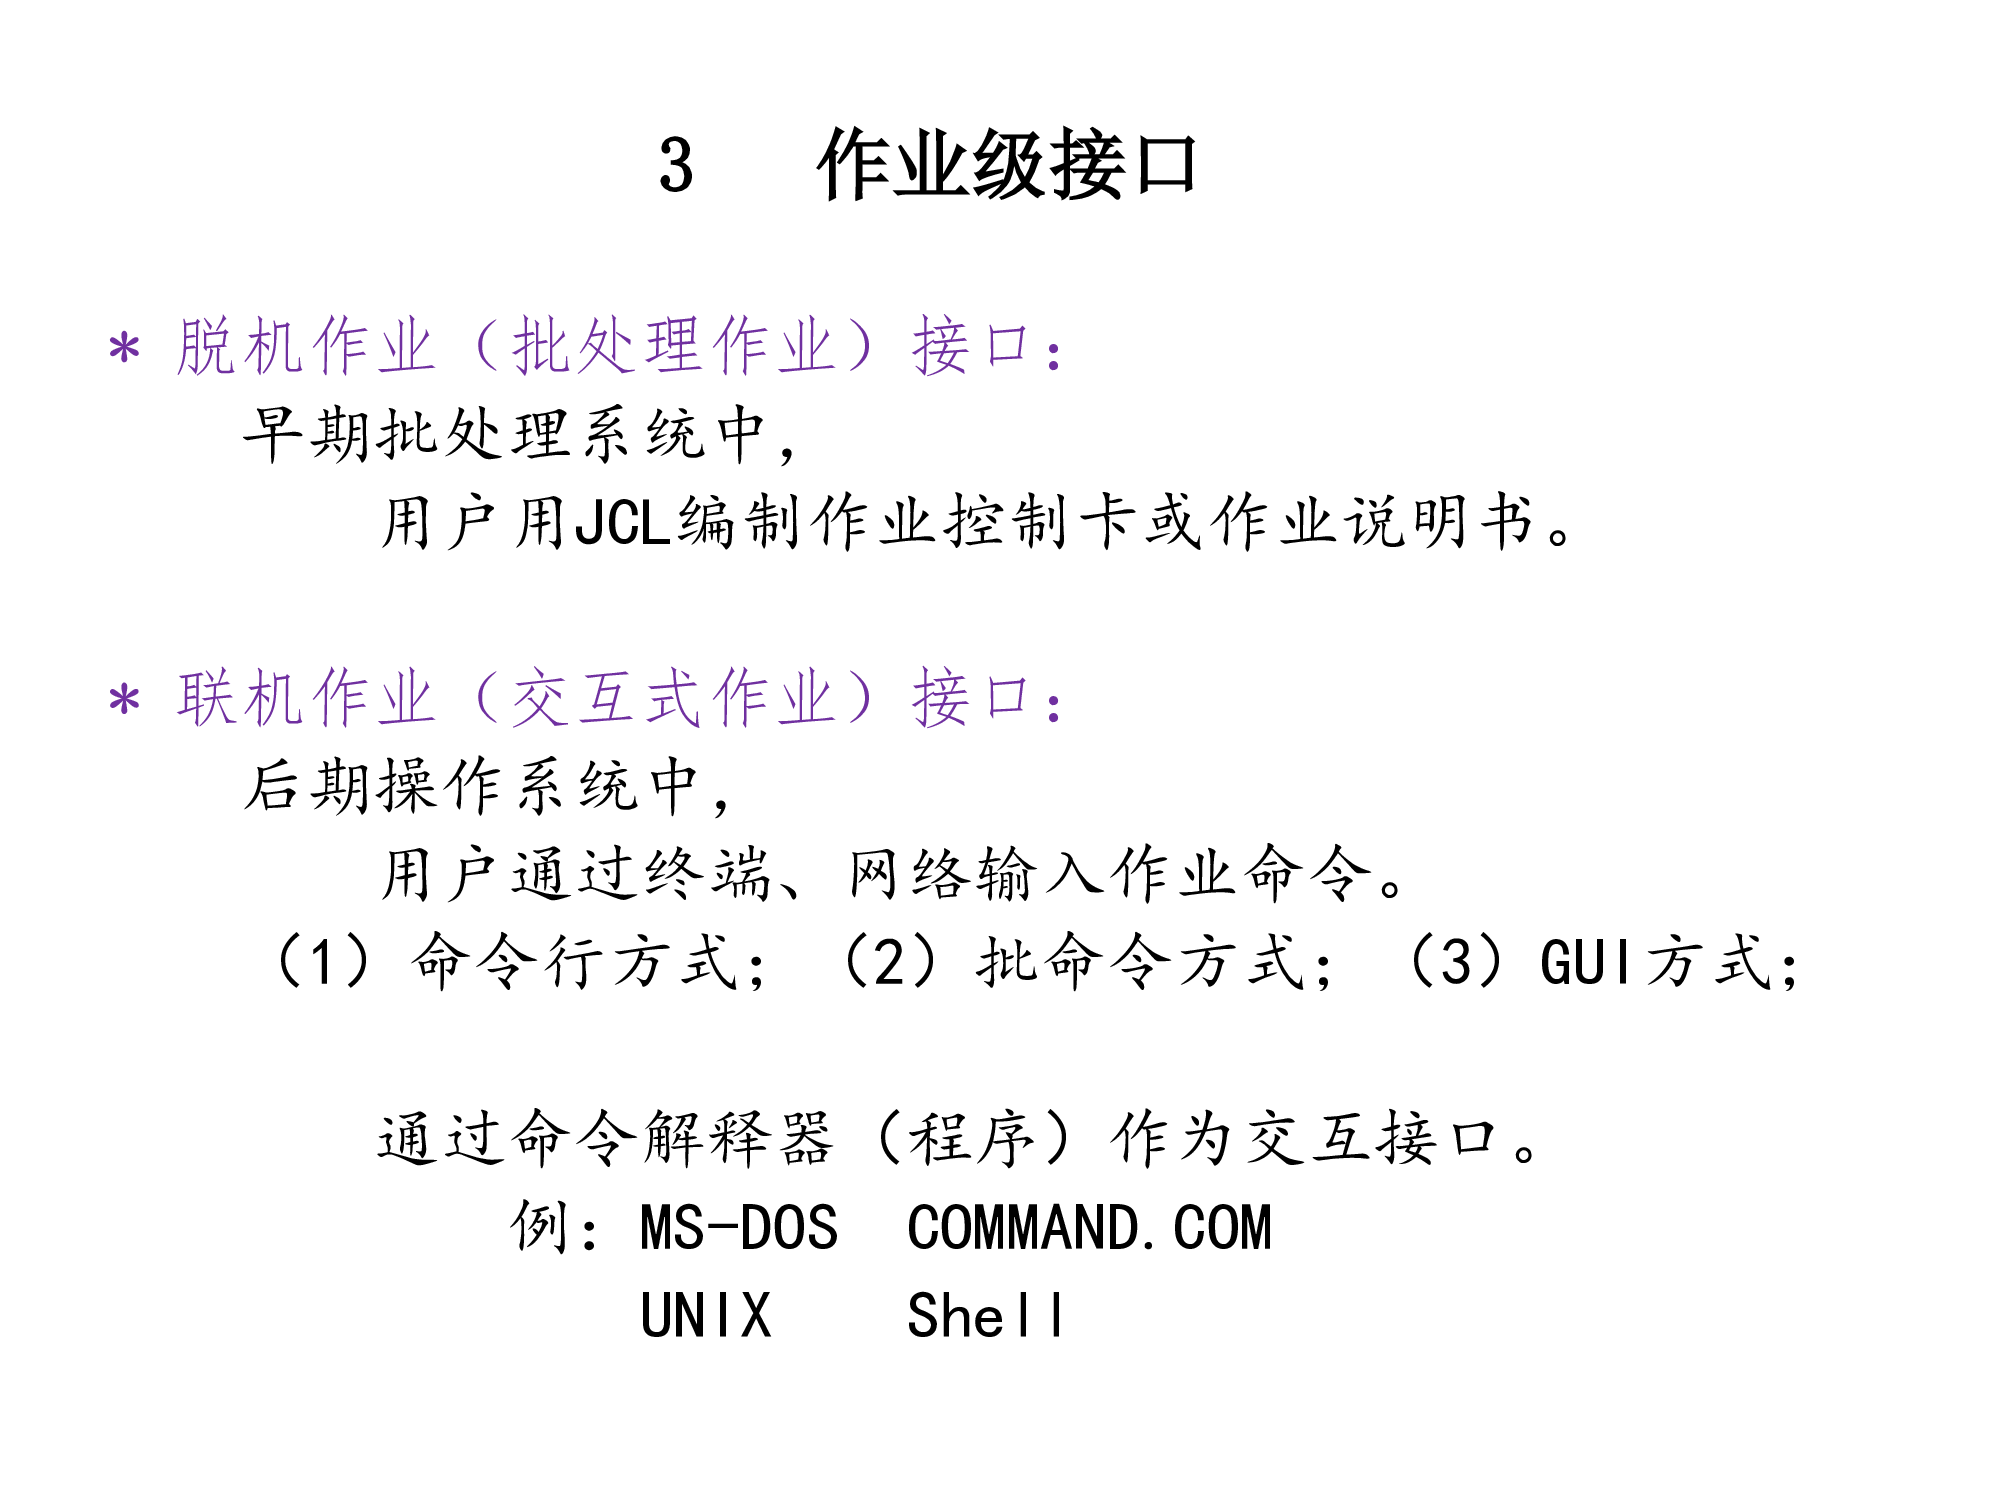 3 作业级接口
* 脱机作业（批处理作业）接口：
早期批处理系统中，
用户用JCL编制作业控制卡或作业说明书。
* 联机作业（交互式作业）接口：
后期操作系统中，
用户通过终端、网络输入作业命令。
（1）命令行方式；（2）批命令方式；（3）GUI方式；
通过命令解释器（程序）作为交互接口。
例：MS-DOS COMMAND.COM
UNIX Shell